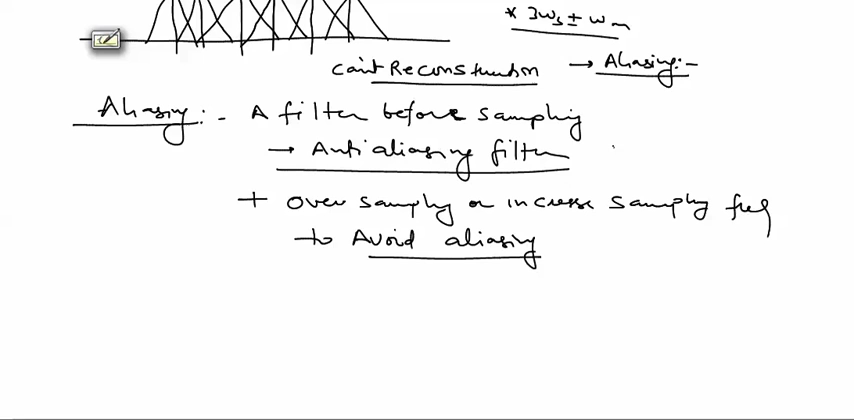 * 3ωs ± ωm
can't Reconstruction → Aliasing:-
Aliasing:- A filter before sampling
→ Anti aliasing filter
+ over sampling or increase sampling freq
to Avoid aliasing